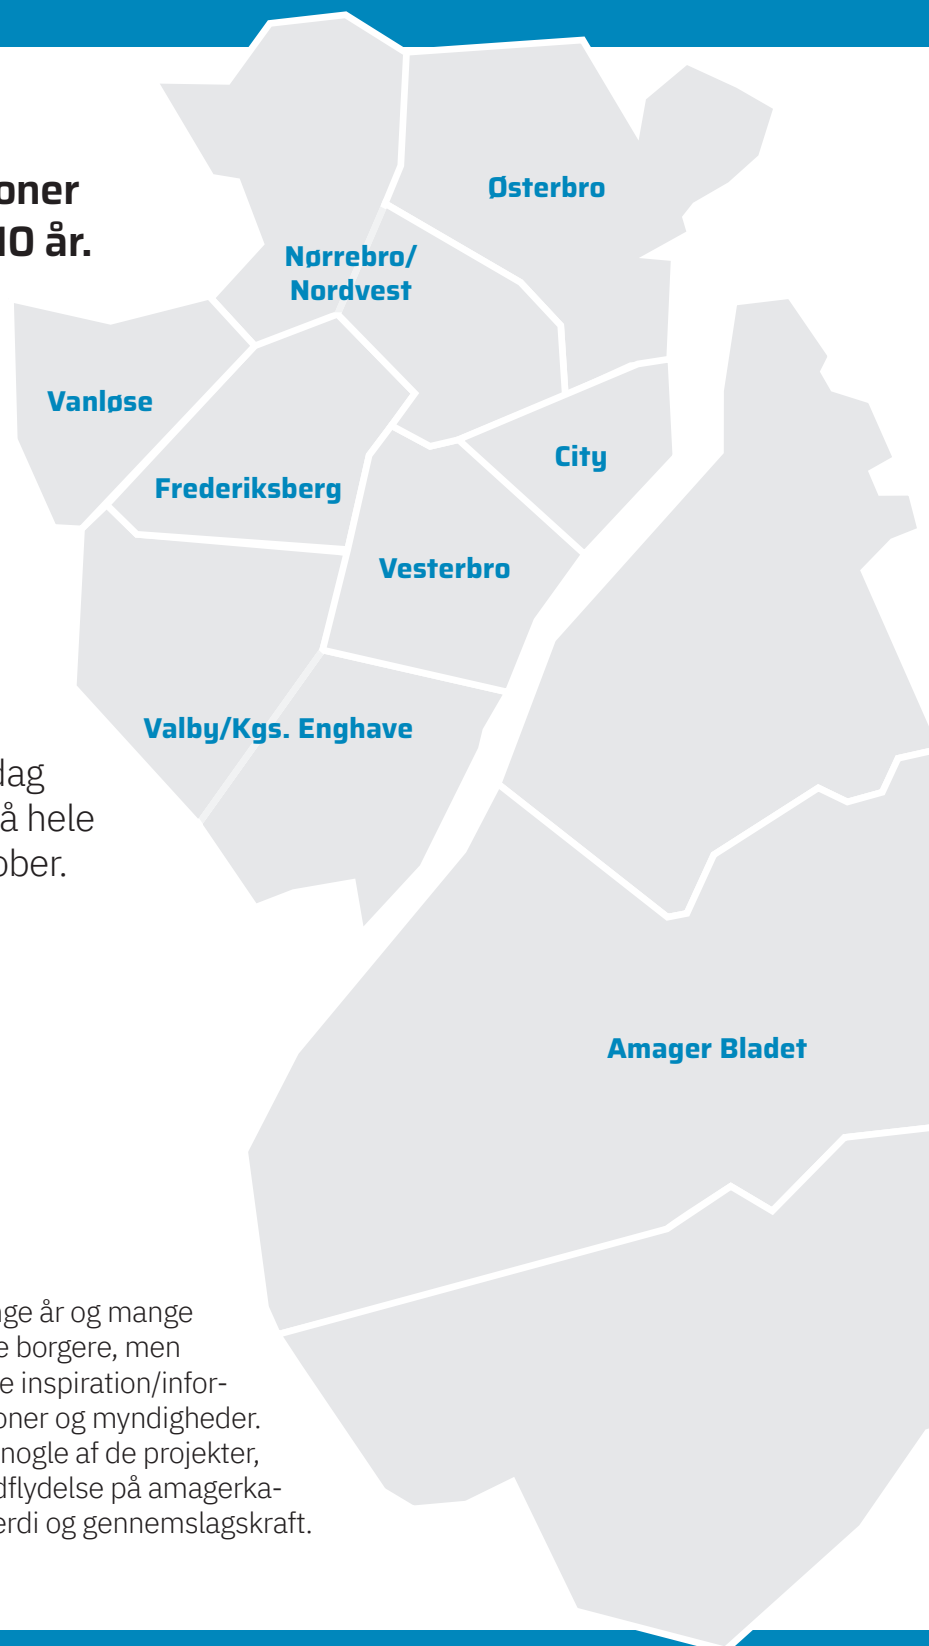 oner
10 år.
Østerbro
Nørrebro/
Nordvest
Vanløse
City
Frederiksberg
Vesterbro
Valby/Kgs. Enghave
dag
å hele
ober.
Amager Bladet
nge år og mange
e borgere, men
e inspiration/infor-
oner og myndigheder.
nogle af de projekter,
dflydelse på amagerka-
erdi og gennemslagskraft.